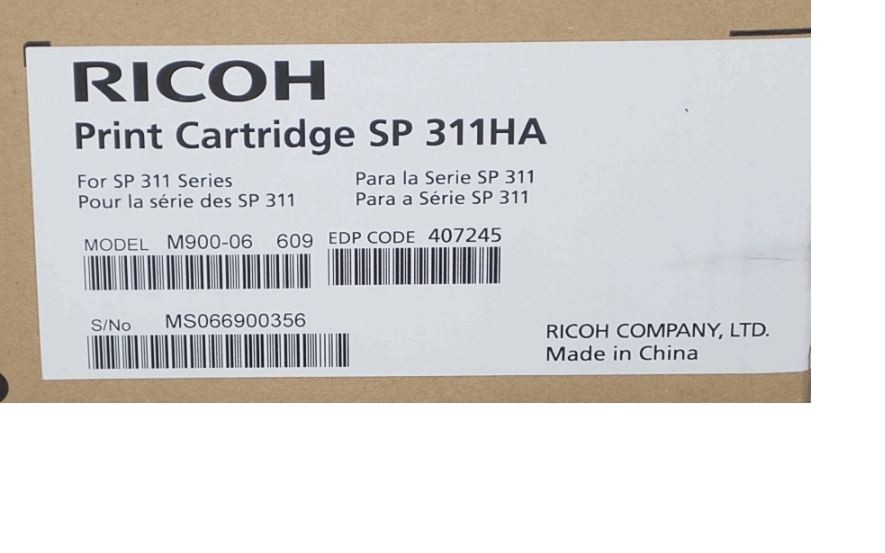 RICOH
Print Cartridge SP 311HA
For SP 311 Series
Pour la série des SP 311
Para la Serie SP 311
Para a Série SP 311
MODEL M900-06 609
EDP CODE 407245
S/No MS066900356
RICOH COMPANY, LTD.
Made in China